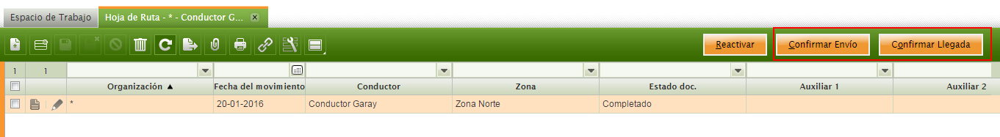 Espacio de Trabajo
Hoja de Ruta - * - Conductor G...
Reactivar
Confirmar Envío
Confirmar Llegada
1 1
Organización Fecha del movimiento Conductor Zona Estado doc. Auxiliar 1 Auxiliar 2
* 20-01-2016 Conductor Garay Zona Norte Completado